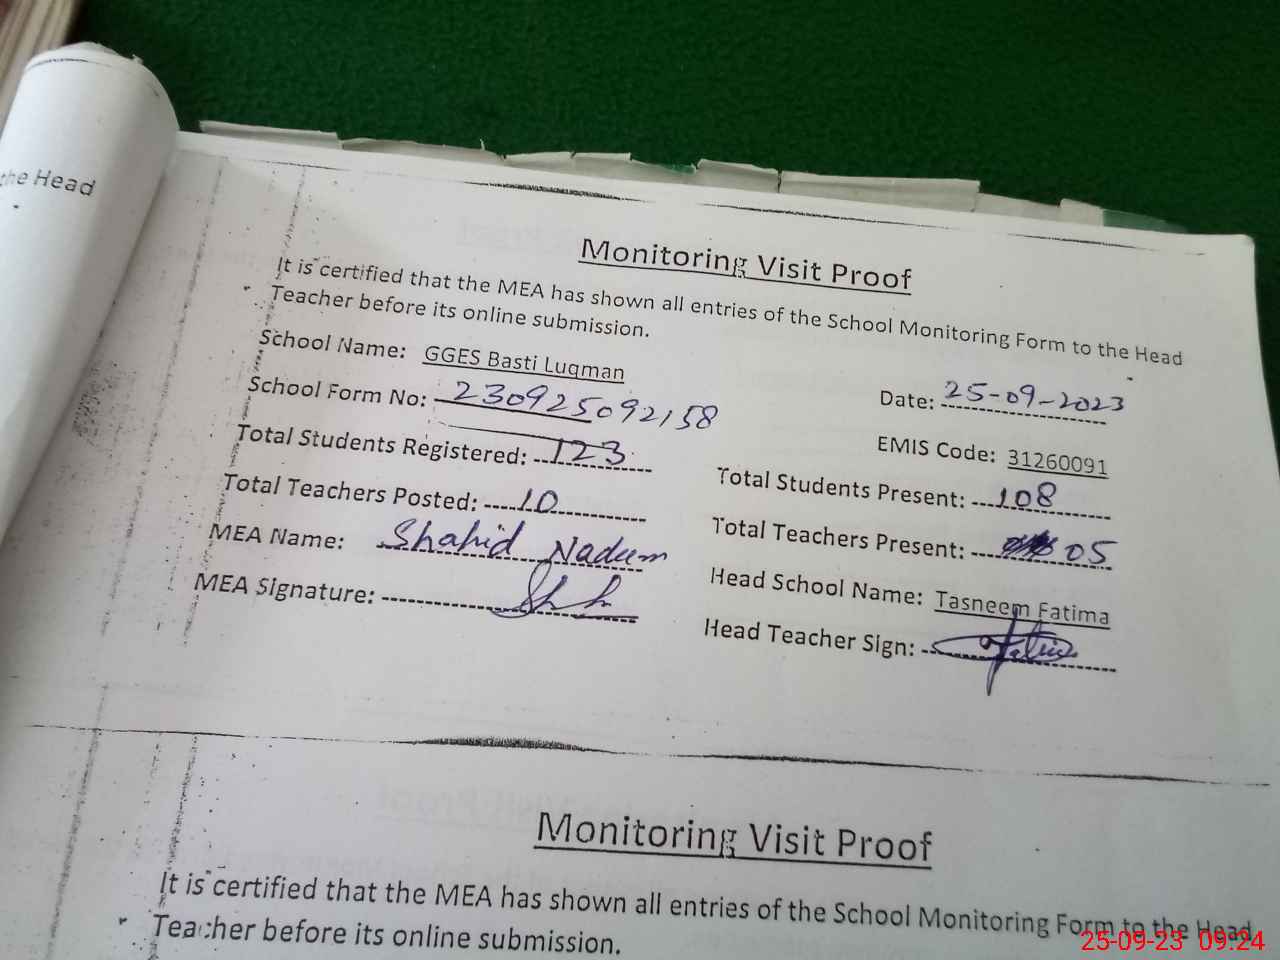 the Head
Monitoring Visit Proof
It is certified that the MEA has shown all entries of the School Monitoring Form to the Head
Teacher before its online submission.
School Name: GGES Basti Luqman
Date: 25-09-2023
School Form No: 230925092158
EMIS Code: 31260091
Total Students Registered: 123
Total Students Present: 108
Total Teachers Posted: 10
Total Teachers Present: 05
MEA Name: Shahid Nadeem
Head School Name: Tasneem Fatima
MEA Signature:
Head Teacher Sign:
Monitoring Visit Proof
It is certified that the MEA has shown all entries of the School Monitoring Form to the Head
Teacher before its online submission.
25-09-23 09:24